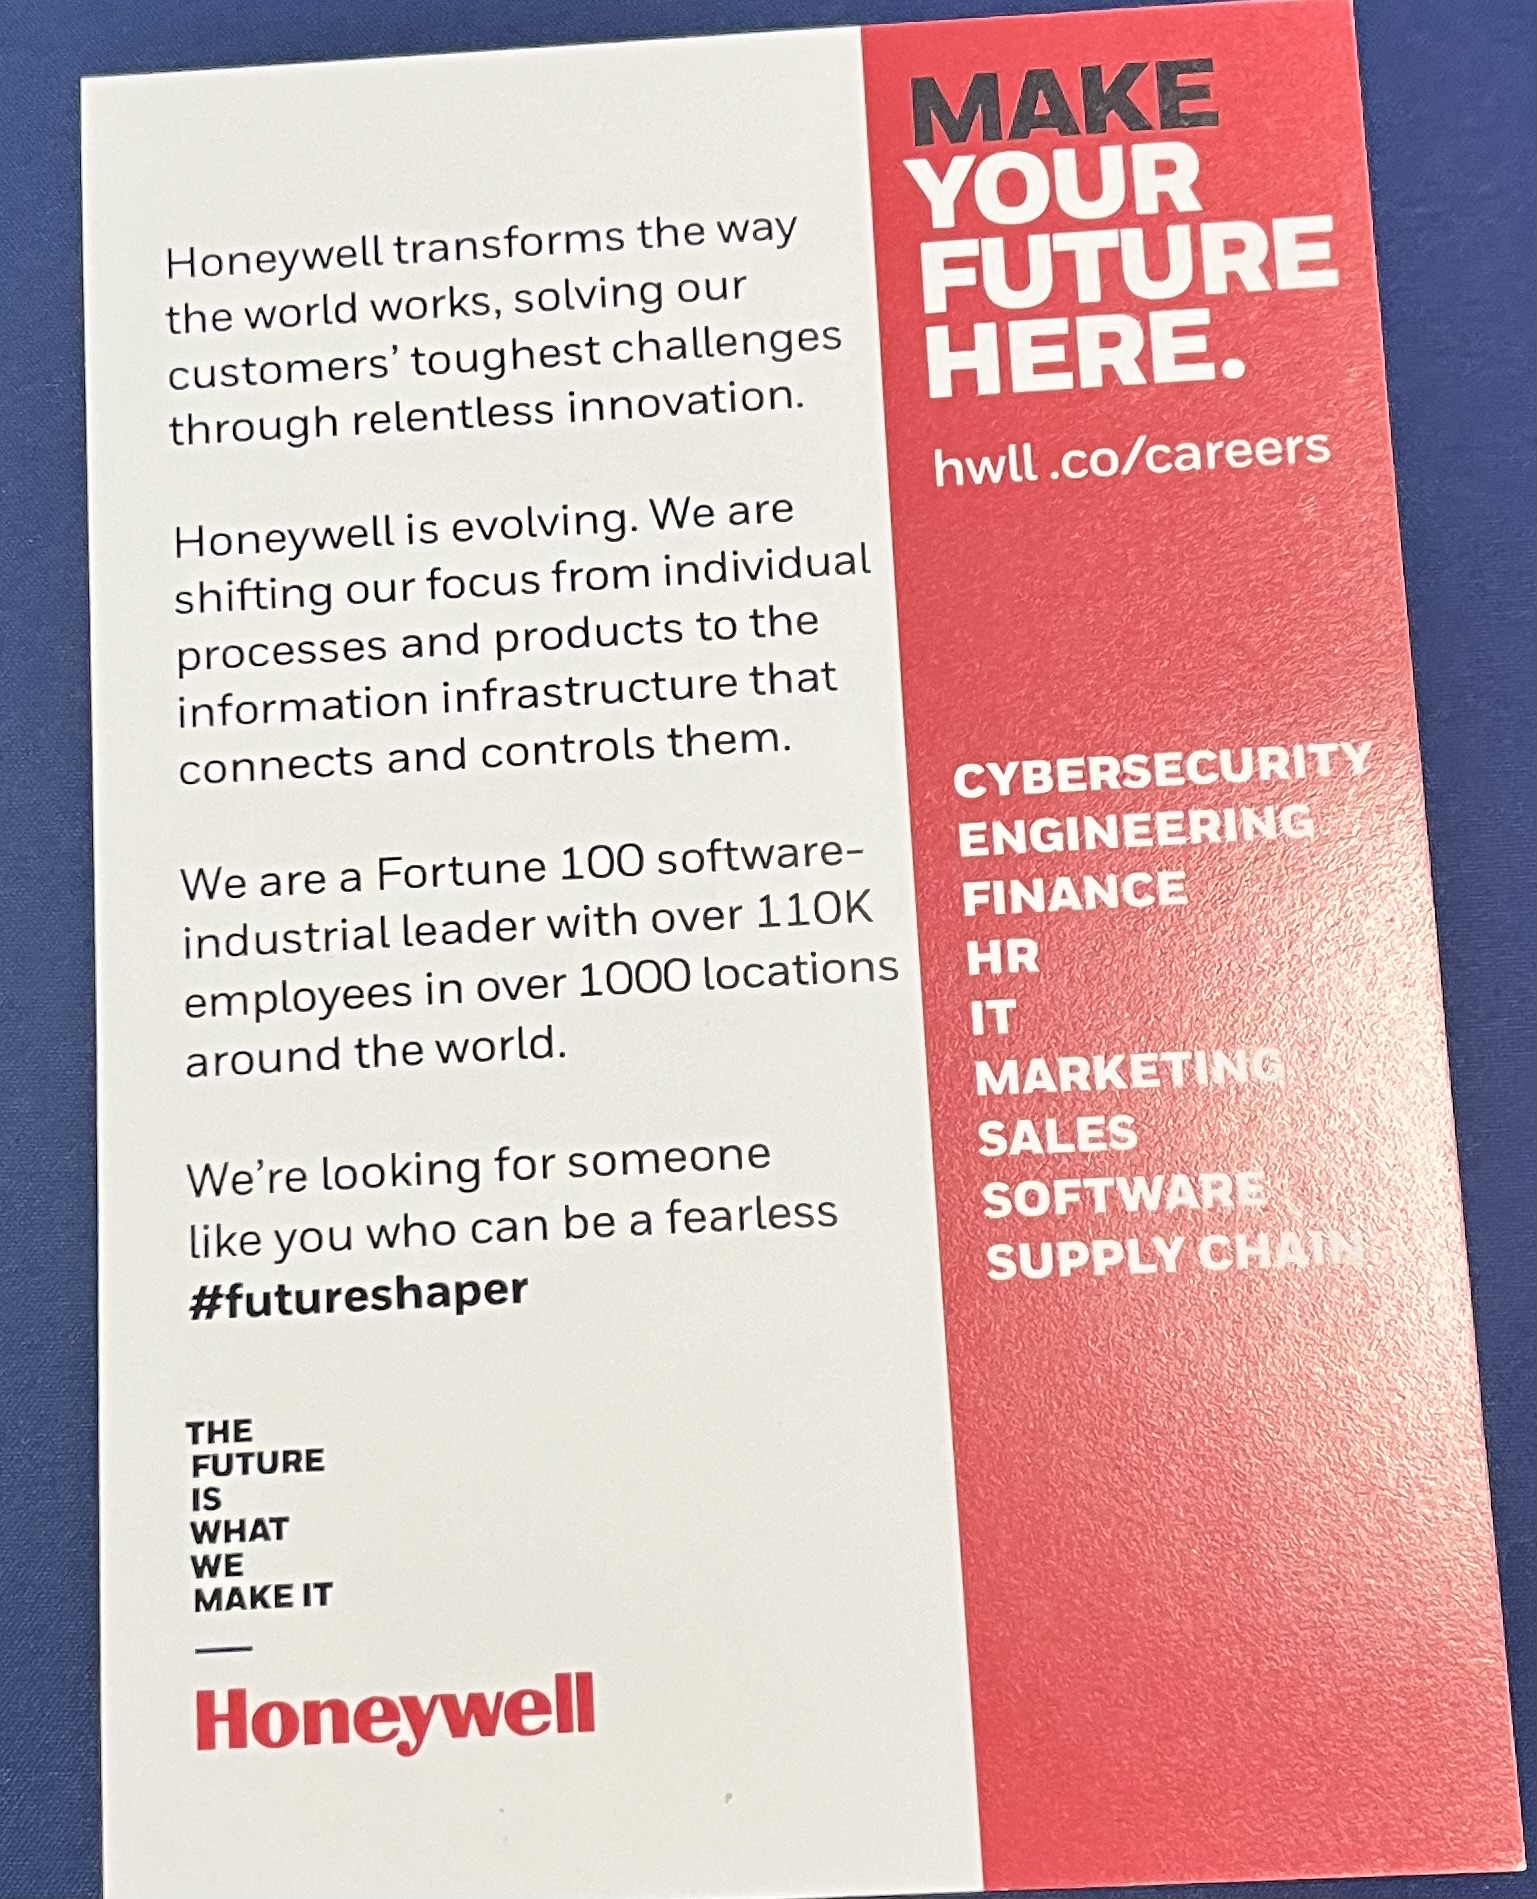 Honeywell transforms the way
the world works, solving our
customers’ toughest challenges
through relentless innovation.
Honeywell is evolving. We are
shifting our focus from individual
processes and products to the
information infrastructure that
connects and controls them.
We are a Fortune 100 software-
industrial leader with over 110K
employees in over 1000 locations
around the world.
We’re looking for someone
like you who can be a fearless
#futureshaper
THE
FUTURE
IS
WHAT
WE
MAKE IT
Honeywell
MAKE
YOUR
FUTURE
HERE.
hwll .co/careers
CYBERSECURITY
ENGINEERING
FINANCE
HR
IT
MARKETING
SALES
SOFTWARE
SUPPLY CHAIN